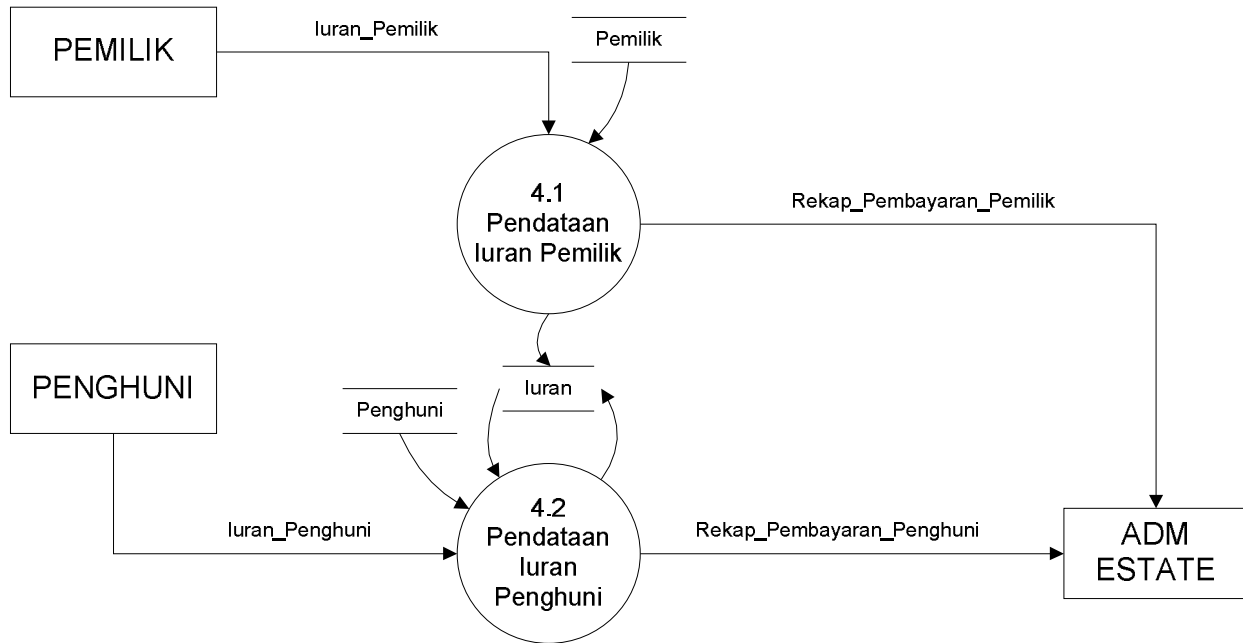 PEMILIK
Iuran_Pemilik
Pemilik
4.1
Pendataan
Iuran Pemilik
Rekap_Pembayaran_Pemilik
PENGHUNI
Penghuni
Iuran
Iuran_Penghuni
4.2
Pendataan
Iuran
Penghuni
Rekap_Pembayaran_Penghuni
ADM
ESTATE